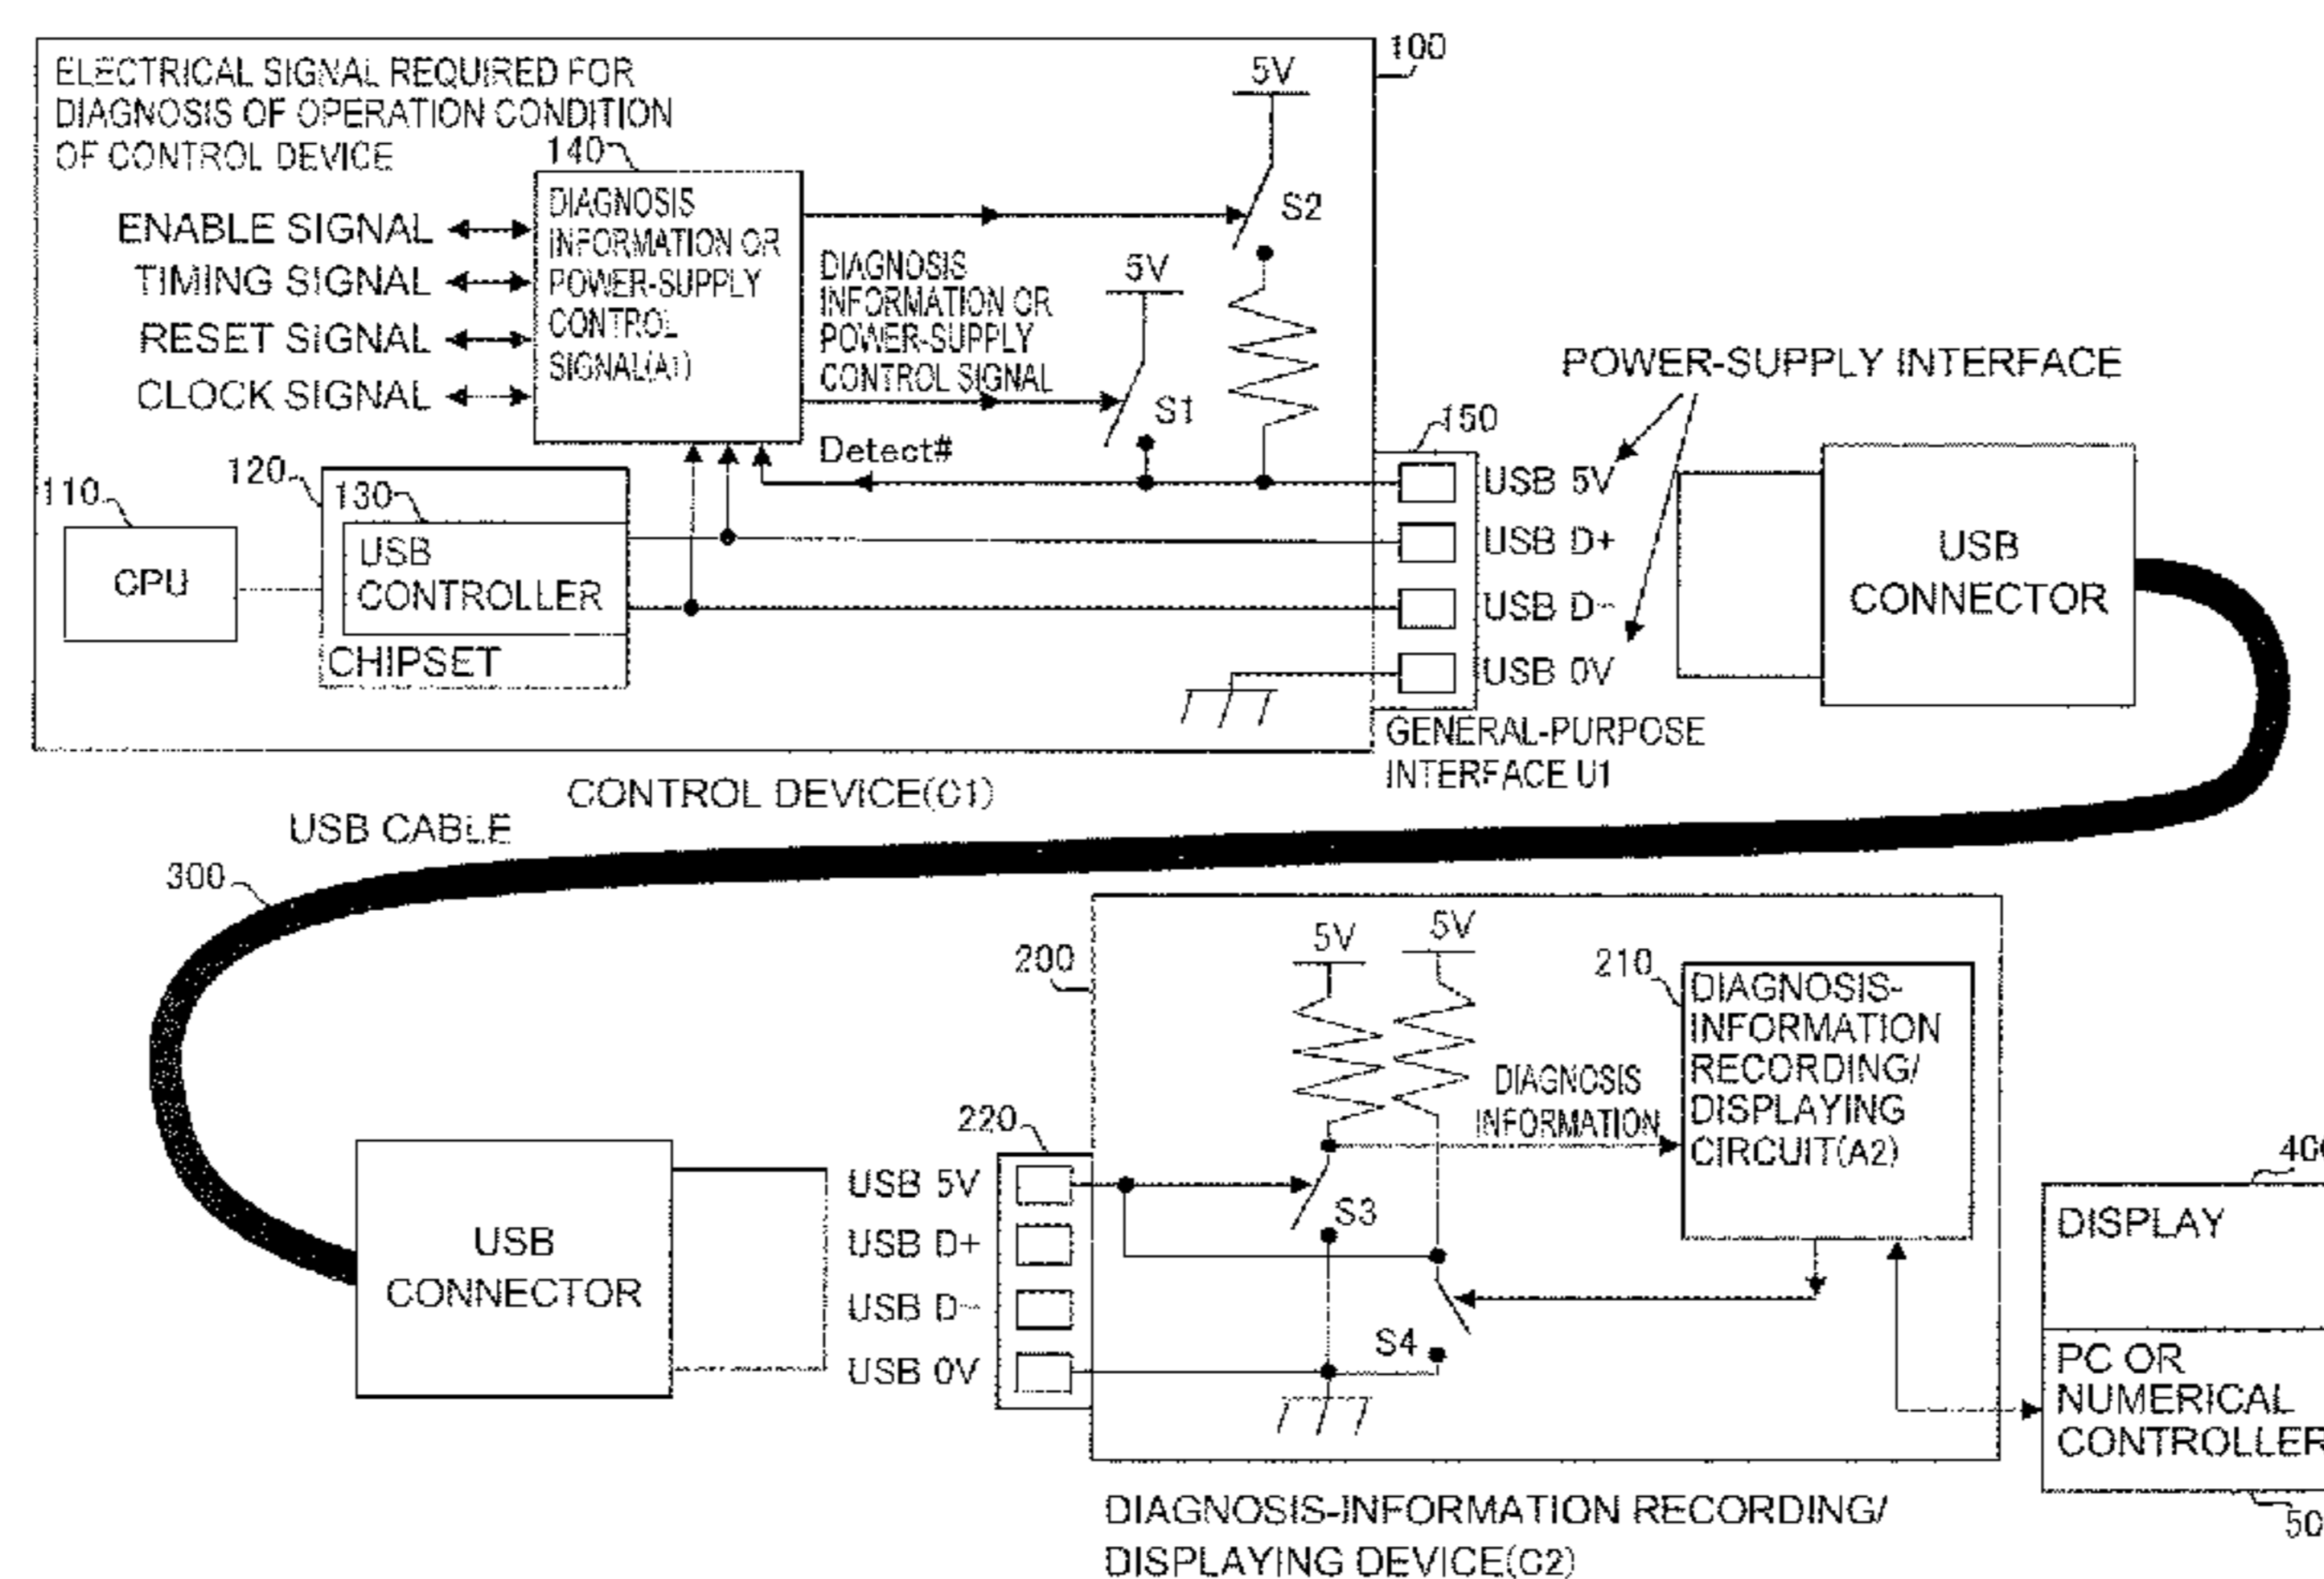 ELECTRICAL SIGNAL REQUIRED FOR
DIAGNOSIS OF OPERATION CONDITION
OF CONTROL DEVICE
100
5V
140
DIAGNOSIS
INFORMATION OR
POWER-SUPPLY
CONTROL
SIGNAL(A1)
ENABLE SIGNAL
TIMING SIGNAL
RESET SIGNAL
CLOCK SIGNAL
S2
DIAGNOSIS
INFORMATION OR
POWER-SUPPLY
CONTROL SIGNAL
5V
S1
Detect#
POWER-SUPPLY INTERFACE
150
110
CPU
120
130
USB
CONTROLLER
CHIPSET
USB 5V
USB D+
USB D-
USB 0V
USB
CONNECTOR
GENERAL-PURPOSE
INTERFACE U1
CONTROL DEVICE(C1)
USB CABLE
300
200
5V
5V
210
DIAGNOSIS-
INFORMATION
RECORDING/
DISPLAYING
CIRCUIT(A2)
DIAGNOSIS
INFORMATION
220
USB
CONNECTOR
USB 5V
USB D+
USB D-
USB 0V
S3
S4
DISPLAY
PC OR
NUMERICAL
CONTROLLER
DIAGNOSIS-INFORMATION RECORDING/
DISPLAYING DEVICE(C2)